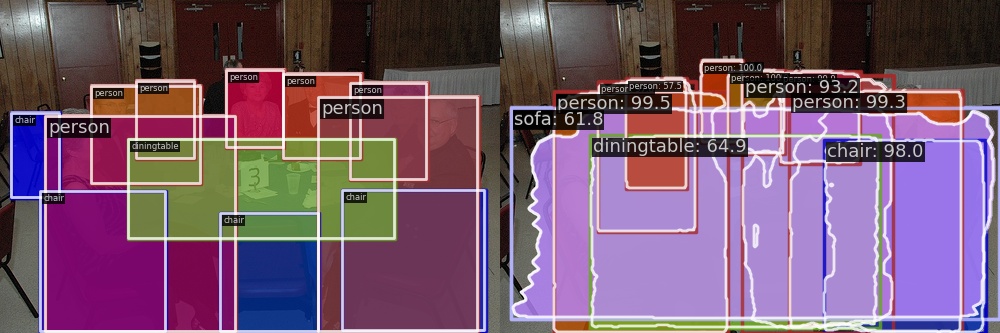 person
person
person
person
person
person
person
chair
diningtable
chair
chair
chair
3
person: 100.0
person: 57.5
person: 99.5
person: 93.2
person: 99.3
sofa: 61.8
diningtable: 64.9
chair: 98.0